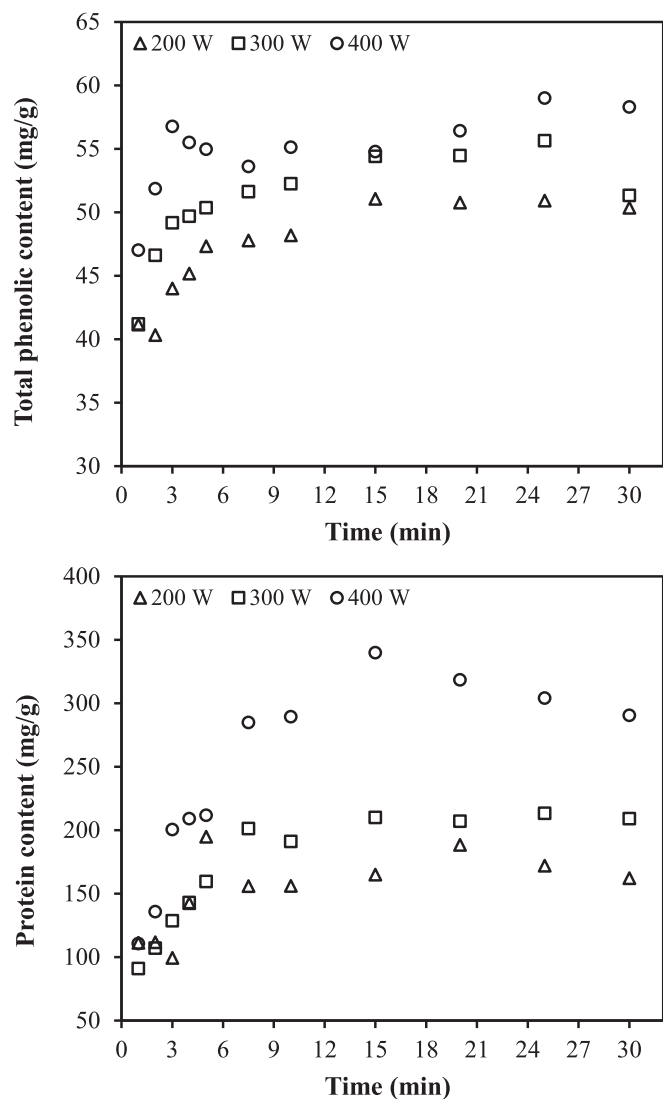 65
200 W 300 W 400 W
60
55
50
45
40
35
30
Total phenolic content (mg/g)
0 3 6 9 12 15 18 21 24 27 30
Time (min)
400
200 W 300 W 400 W
350
300
250
200
150
100
50
Protein content (mg/g)
0 3 6 9 12 15 18 21 24 27 30
Time (min)